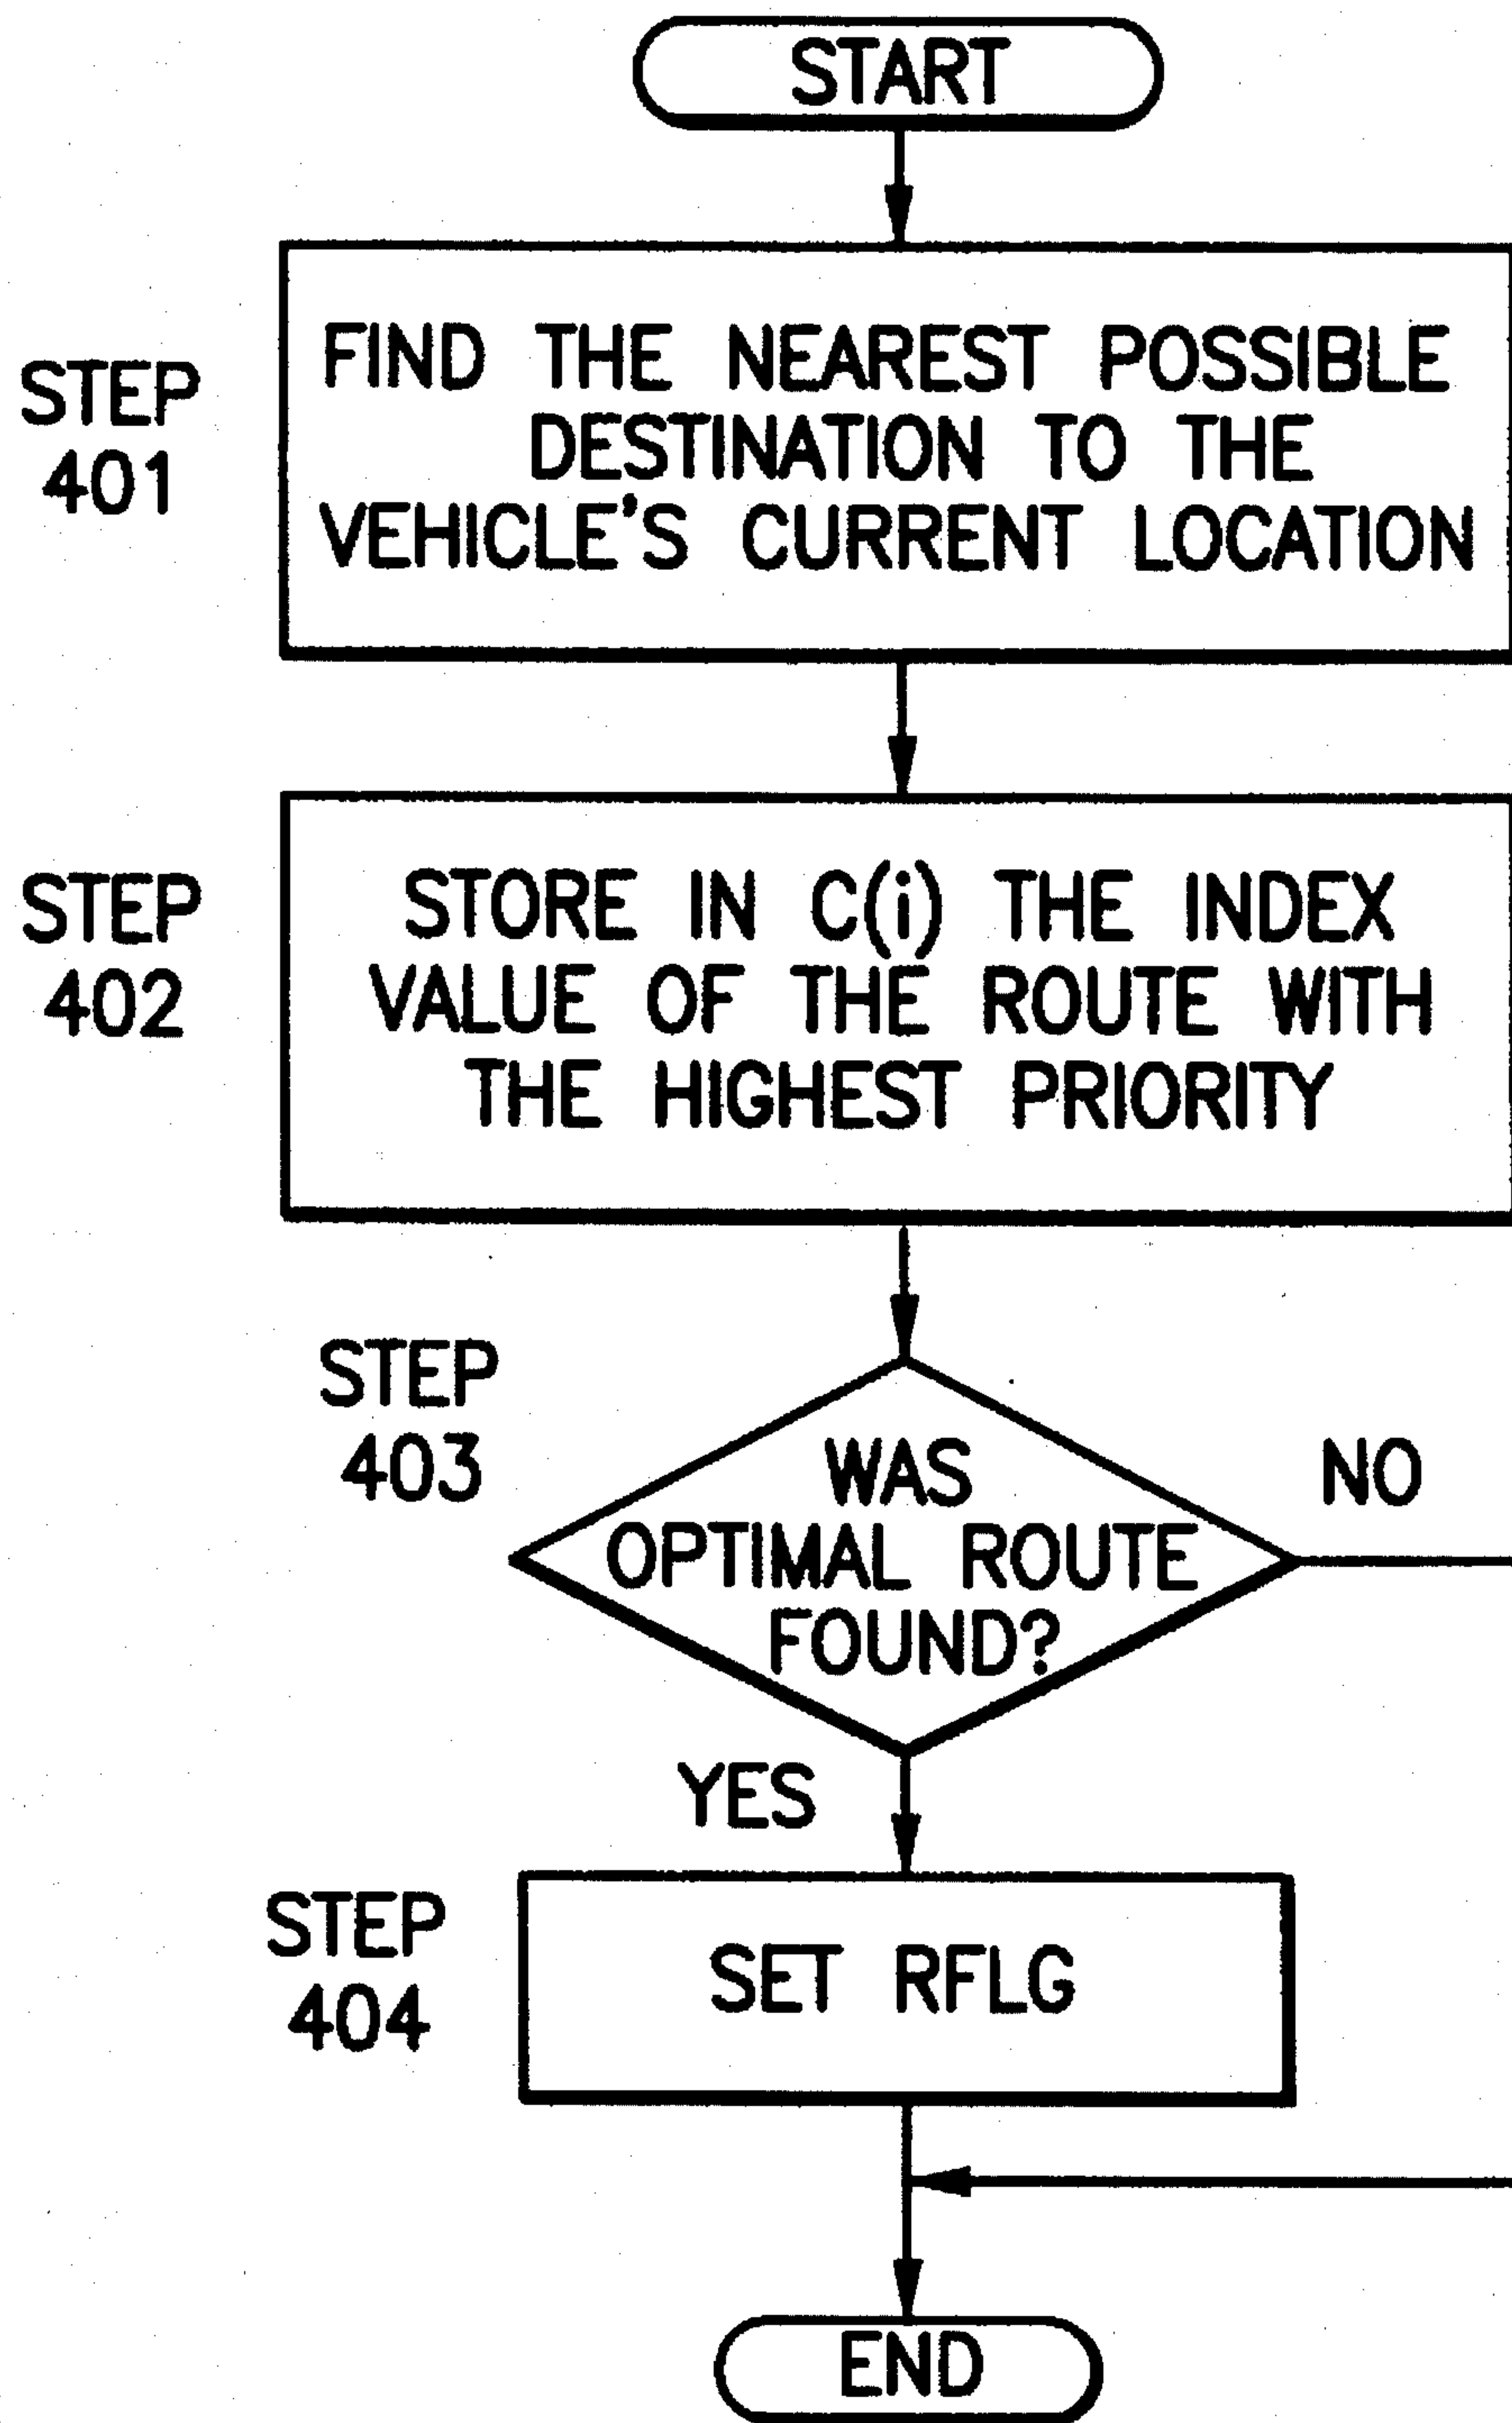 START
STEP
401
FIND THE NEAREST POSSIBLE
DESTINATION TO THE
VEHICLE'S CURRENT LOCATION
STEP
402
STORE IN C(i) THE INDEX
VALUE OF THE ROUTE WITH
THE HIGHEST PRIORITY
STEP
403
WAS
OPTIMAL ROUTE
FOUND?
NO
YES
STEP
404
SET RFLG
END